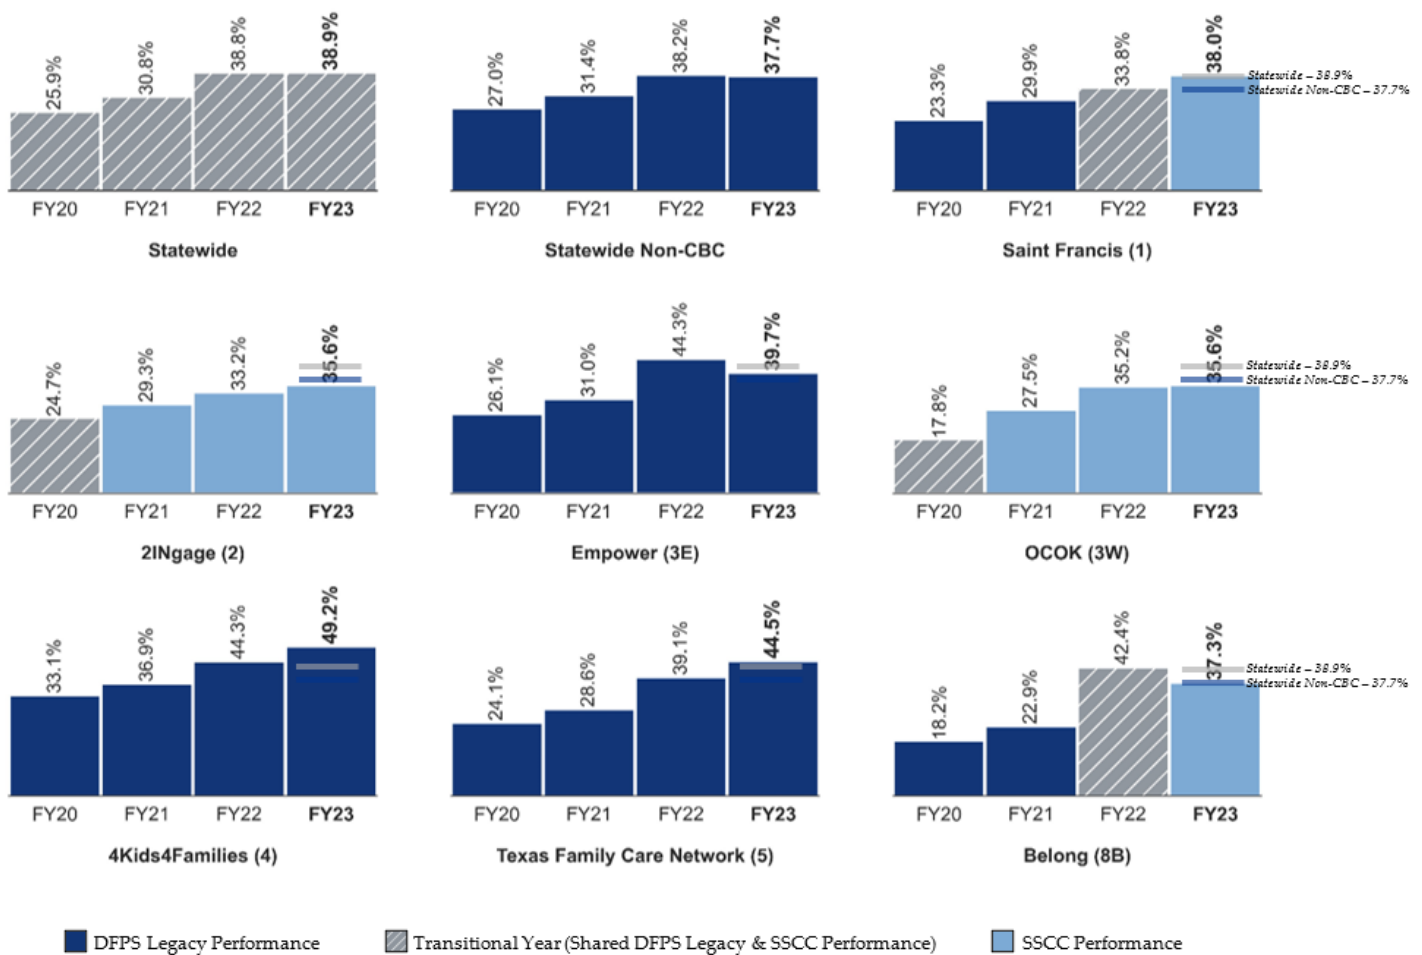 25.9%
30.8%
38.8%
38.9%
FY20
FY21
FY22
FY23
Statewide
27.0%
31.4%
38.2%
37.7%
FY20
FY21
FY22
FY23
Statewide Non-CBC
23.3%
29.9%
33.8%
38.0%
Statewide – 38.9%
Statewide Non-CBC – 37.7%
FY20
FY21
FY22
FY23
Saint Francis (1)
24.7%
29.3%
33.2%
35.6%
FY20
FY21
FY22
FY23
2INgage (2)
26.1%
31.0%
44.3%
39.7%
FY20
FY21
FY22
FY23
Empower (3E)
17.8%
27.5%
35.2%
35.6%
Statewide – 38.9%
Statewide Non-CBC – 37.7%
FY20
FY21
FY22
FY23
OCOK (3W)
33.1%
36.9%
44.3%
49.2%
FY20
FY21
FY22
FY23
4Kids4Families (4)
24.1%
28.6%
39.1%
44.5%
FY20
FY21
FY22
FY23
Texas Family Care Network (5)
18.2%
22.9%
42.4%
37.3%
Statewide – 38.9%
Statewide Non-CBC – 37.7%
FY20
FY21
FY22
FY23
Belong (8B)
DFPS Legacy Performance
Transitional Year (Shared DFPS Legacy & SSCC Performance)
SSCC Performance